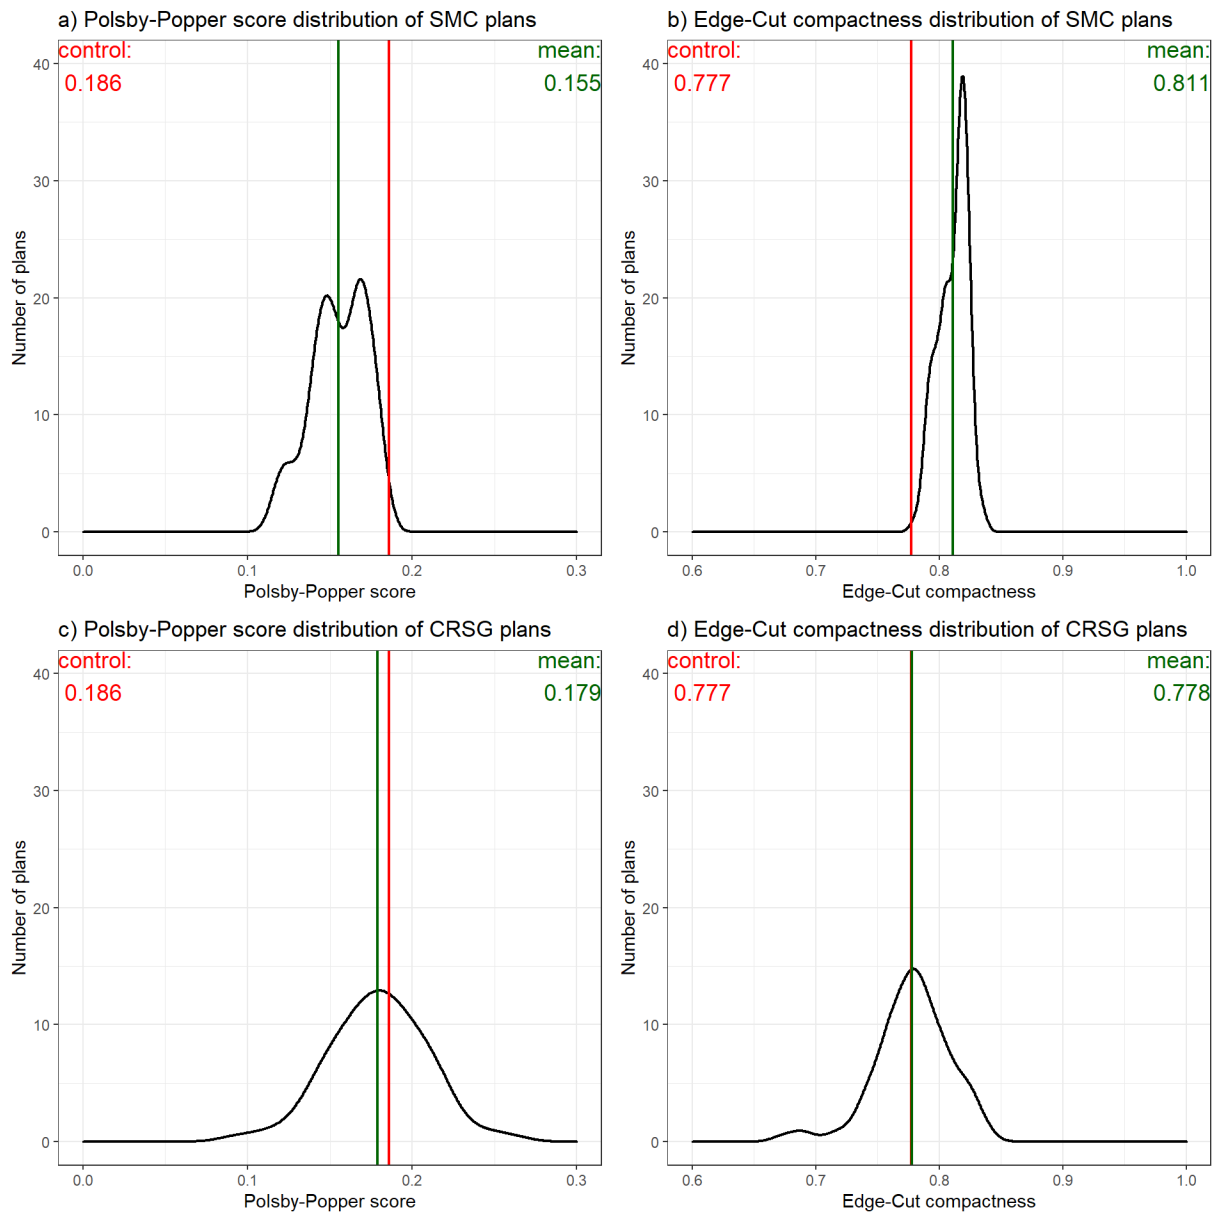 a) Polsby-Popper score distribution of SMC plans
control:
0.186
mean:
0.155
40
30
20
10
0
Number of plans
0.0 0.1 0.2 0.3
Polsby-Popper score
b) Edge-Cut compactness distribution of SMC plans
control:
0.777
mean:
0.811
40
30
20
10
0
Number of plans
0.6 0.7 0.8 0.9 1.0
Edge-Cut compactness
c) Polsby-Popper score distribution of CRSG plans
control:
0.186
mean:
0.179
40
30
20
10
0
Number of plans
0.0 0.1 0.2 0.3
Polsby-Popper score
d) Edge-Cut compactness distribution of CRSG plans
control:
0.777
mean:
0.778
40
30
20
10
0
Number of plans
0.6 0.7 0.8 0.9 1.0
Edge-Cut compactness